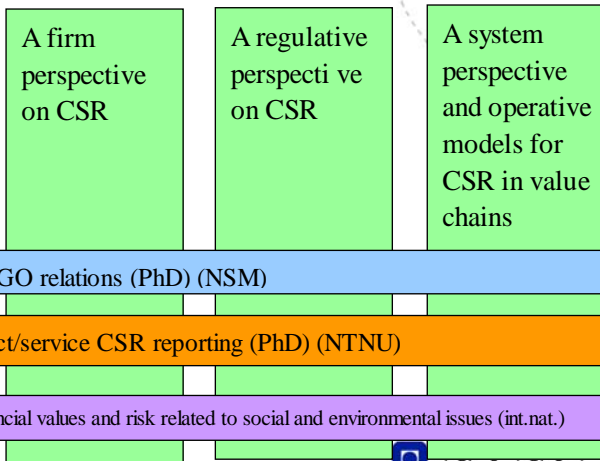 A firm
perspective
on CSR
A regulative
perspecti ve
on CSR
A system
perspective
and operative
models for
CSR in value
chains
GO relations (PhD) (NSM)
ct/service CSR reporting (PhD) (NTNU)
ncial values and risk related to social and environmental issues (int.nat.)